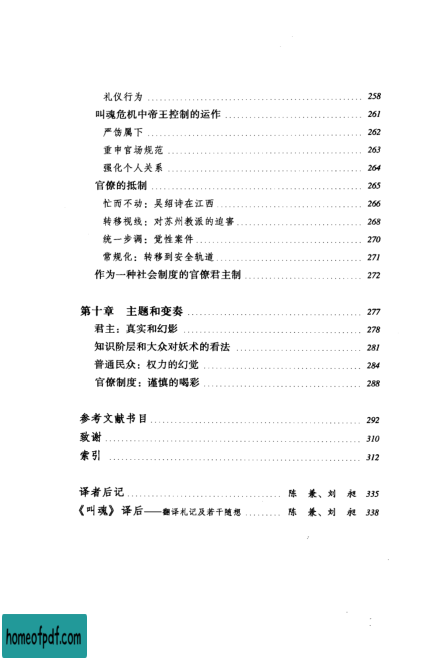 礼仪行为 258
叫魂危机中帝王控制的运作 261
严饬属下 262
重申官场规范 263
强化个人关系 264
官僚的抵制 265
忙而不动：吴绍诗在江西 266
转移视线：对苏州教派的迫害 268
统一步调：觉性案件 270
常规化：转移到安全轨道 271
作为一种社会制度的官僚君主制 272
第十章 主题和变奏 277
君主：真实和幻影 278
知识阶层和大众对妖术的看法 281
普通民众：权力的幻觉 284
官僚制度：谨慎的喝彩 288
参考文献书目 292
致谢 310
索引 312
译者后记 陈兼、刘昶 335
《叫魂》译后——翻译札记及若干随想 陈兼、刘昶 338
homeofpdf.com